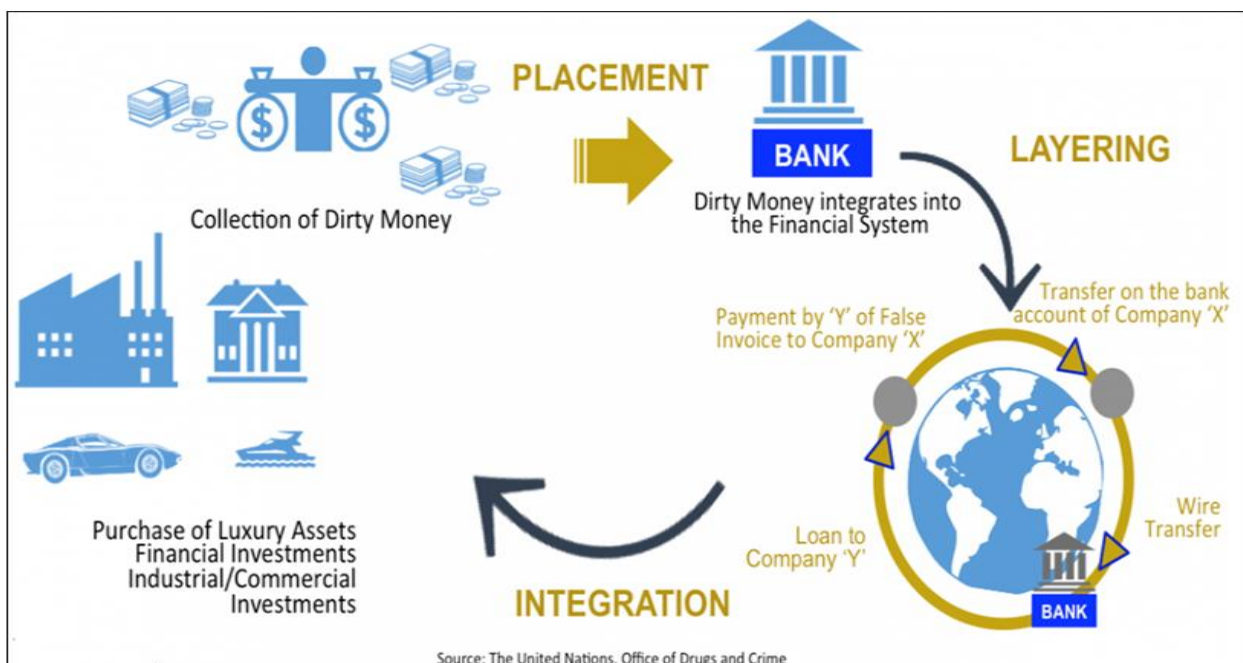 PLACEMENT
BANK
LAYERING
Collection of Dirty Money
Dirty Money integrates into
the Financial System
Transfer on the bank
account of Company ‘X’
Payment by ‘Y’ of False
Invoice to Company ‘X’
Wire
Transfer
Loan to
Company ‘Y’
BANK
Purchase of Luxury Assets
Financial Investments
Industrial/Commercial
Investments
INTEGRATION
Source: The United Nations, Office of Drugs and Crime
$ $